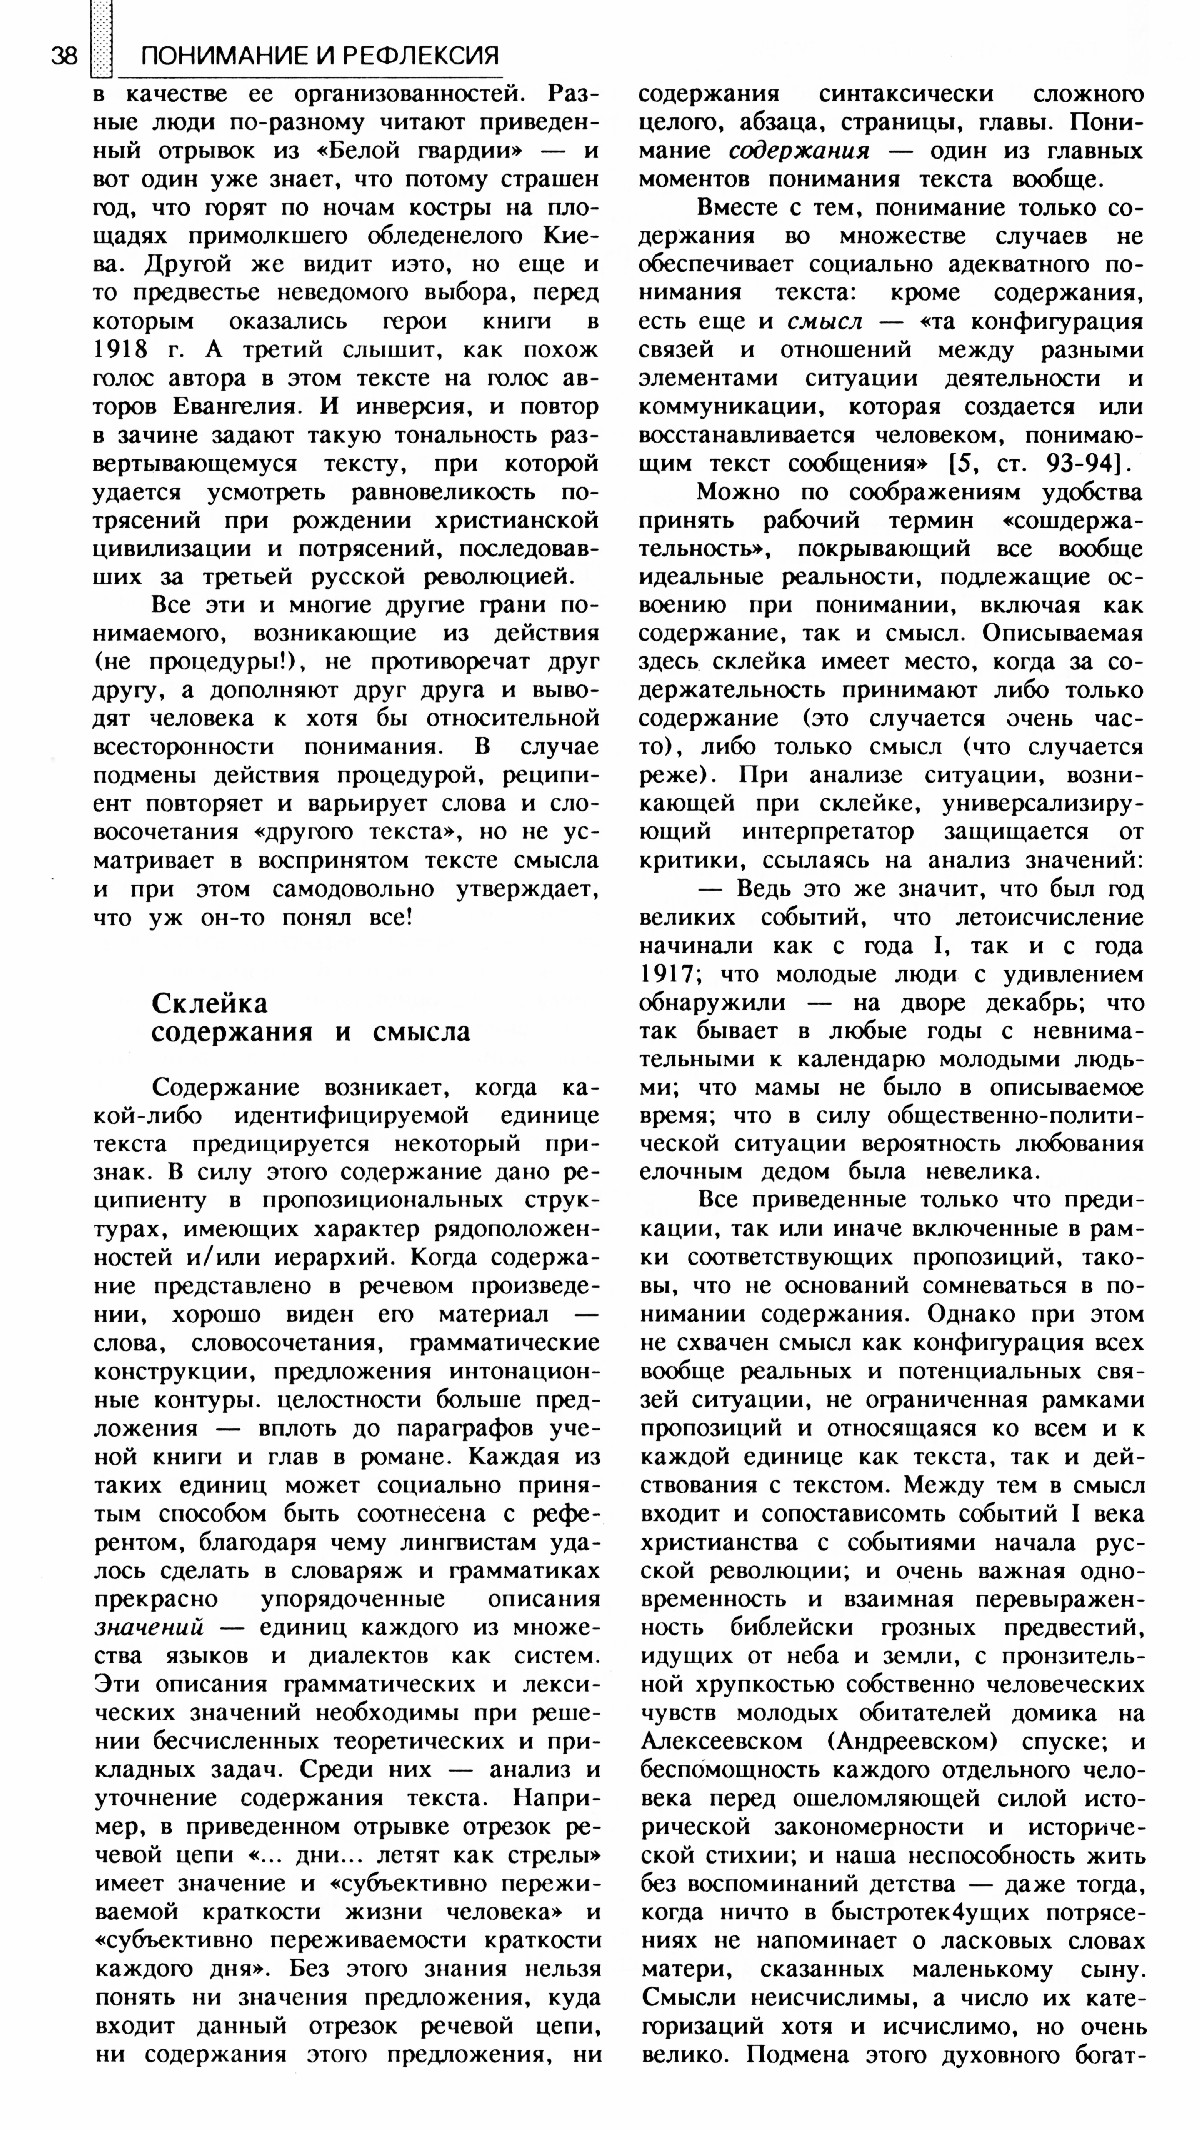 38 ПОНИМАНИЕ И РЕФЛЕКСИЯ
в качестве ее организованностей. Раз-
ные люди по-разному читают приведен-
ный отрывок из «Белой гвардии» — и
вот один уже знает, что потому страшен
год, что горят по ночам костры на пло-
щадях примолкшего обледенелого Кие-
ва. Другой же видит иэто, но еще и
то предвестье неведомого выбора, перед
которым оказались герои книги в
1918 г. А третий слышит, как похож
голос автора в этом тексте на голос ав-
торов Евангелия. И инверсия, и повтор
в зачине задают такую тональность раз-
вертывающемуся тексту, при которой
удается усмотреть равновеликость по-
трясений при рождении христианской
цивилизации и потрясений, последовав-
ших за третьей русской революцией.
Все эти и многие другие грани по-
нимаемого, возникающие из действия
(не процедуры!), не противоречат друг
другу, а дополняют друг друга и выво-
дят человека к хотя бы относительной
всесторонности понимания. В случае
подмены действия процедурой, реципи-
ент повторяет и варьирует слова и сло-
восочетания «другого текста», но не ус-
матривает в воспринятом тексте смысла
и при этом самодовольно утверждает,
что уж он-то понял все!
Склейка
содержания и смысла
Содержание возникает, когда ка-
кой-либо идентифицируемой единице
текста предицируется некоторый при-
знак. В силу этого содержание дано ре-
ципиенту в пропозициональных струк-
турах, имеющих характер рядоположен-
ностей и/или иерархий. Когда содержа-
ние представлено в речевом произведе-
нии, хорошо виден его материал —
слова, словосочетания, грамматические
конструкции, предложения интонацион-
ные контуры. целостности больше пред-
ложения — вплоть до параграфов уче-
ной книги и глав в романе. Каждая из
таких единиц может социально приня-
тым способом быть соотнесена с рефе-
рентом, благодаря чему лингвистам уда-
лось сделать в словаряж и грамматиках
прекрасно упорядоченные описания
значений — единиц каждого из множе-
ства языков и диалектов как систем.
Эти описания грамматических и лекси-
ческих значений необходимы при реше-
нии бесчисленных теоретических и при-
кладных задач. Среди них — анализ и
уточнение содержания текста. Напри-
мер, в приведенном отрывке отрезок ре-
чевой цепи «... дни... летят как стрелы»
имеет значение и «субъективно пережи-
ваемой краткости жизни человека» и
«субъективно переживаемости краткости
каждого дня». Без этого знания нельзя
понять ни значения предложения, куда
входит данный отрезок речевой цепи,
ни содержания этого предложения, ни
содержания синтаксически сложного
целого, абзаца, страницы, главы. Пони-
мание содержания — один из главных
моментов понимания текста вообще.
Вместе с тем, понимание только со-
держания во множестве случаев не
обеспечивает социально адекватного по-
нимания текста: кроме содержания,
есть еще и смысл — «та конфигурация
связей и отношений между разными
элементами ситуации деятельности и
коммуникации, которая создается или
восстанавливается человеком, понимаю-
щим текст сообщения» [5, ст. 93-94].
Можно по соображениям удобства
принять рабочий термин «сошдержа-
тельность», покрывающий все вообще
идеальные реальности, подлежащие ос-
воению при понимании, включая как
содержание, так и смысл. Описываемая
здесь склейка имеет место, когда за со-
держательность принимают либо только
содержание (это случается очень час-
то), либо только смысл (что случается
реже). При анализе ситуации, возни-
кающей при склейке, универсализиру-
ющий интерпретатор защищается от
критики, ссылаясь на анализ значений:
— Ведь это же значит, что был год
великих событий, что летоисчисление
начинали как с года I, так и с года
1917; что молодые люди с удивлением
обнаружили — на дворе декабрь; что
так бывает в любые годы с невнима-
тельными к календарю молодыми людь-
ми; что мамы не было в описываемое
время; что в силу общественно-полити-
ческой ситуации вероятность любования
елочным дедом была невелика.
Все приведенные только что преди-
кации, так или иначе включенные в рам-
ки соответствующих пропозиций, тако-
вы, что не оснований сомневаться в по-
нимании содержания. Однако при этом
не схвачен смысл как конфигурация всех
вообще реальных и потенциальных свя-
зей ситуации, не ограниченная рамками
пропозиций и относящаяся ко всем и к
каждой единице как текста, так и дей-
ствования с текстом. Между тем в смысл
входит и сопостависомть событий I века
христианства с событиями начала рус-
ской революции; и очень важная одно-
временность и взаимная перевыражен-
ность библейски грозных предвестий,
идущих от неба и земли, с пронзитель-
ной хрупкостью собственно человеческих
чувств молодых обитателей домика на
Алексеевском (Андреевском) спуске; и
беспомощность каждого отдельного чело-
века перед ошеломляющей силой исто-
рической закономерности и историче-
ской стихии; и наша неспособность жить
без воспоминаний детства — даже тогда,
когда ничто в быстротек4ущих потрясе-
ниях не напоминает о ласковых словах
матери, сказанных маленькому сыну.
Смысли неисчислимы, а число их кате-
горизаций хотя и исчислимо, но очень
велико. Подмена этого духовного богат-